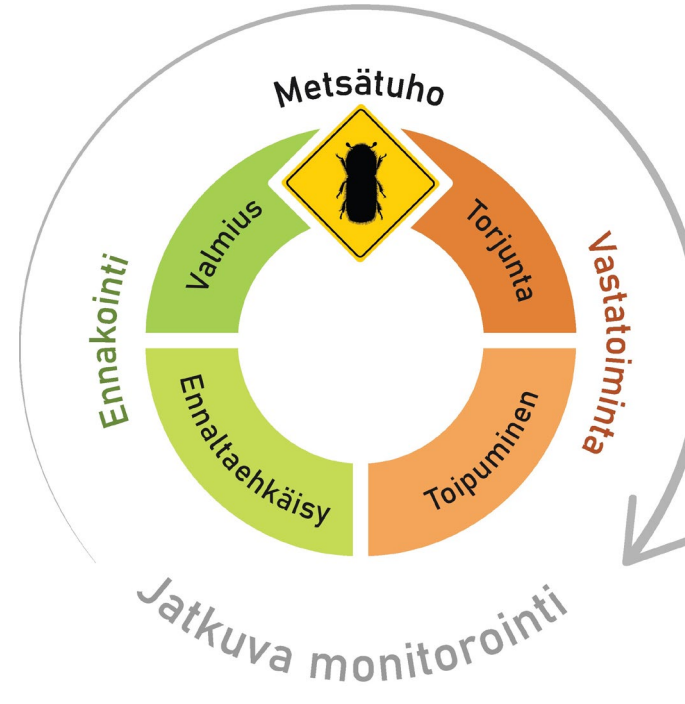 Metsätuho
Valmius
Torjunta
Ennakointi
Vastatoiminta
Ennaltaehkäisy
Toipuminen
Jatkuva monitorointi